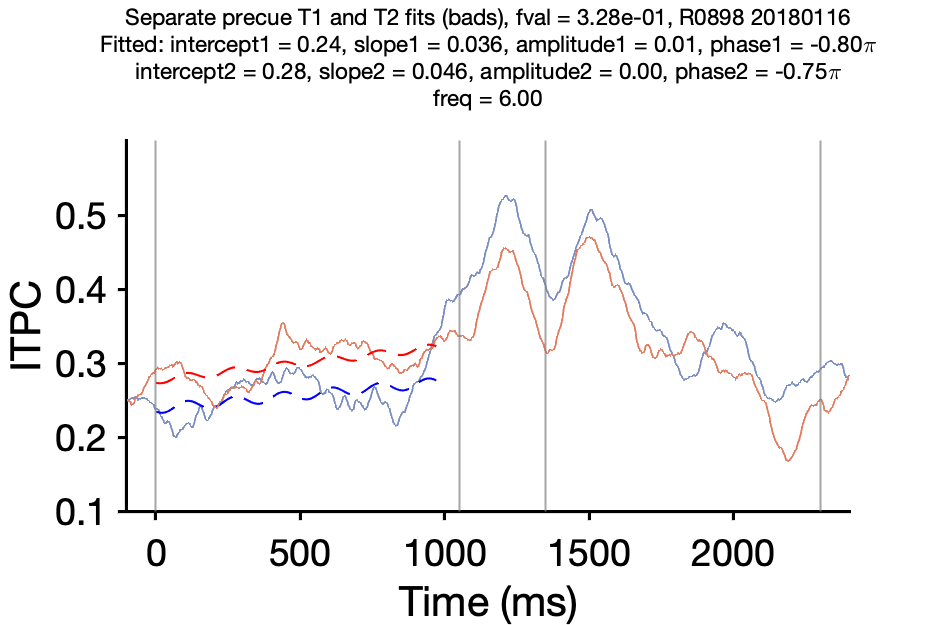 Separate precue T1 and T2 fits (bads), fval = 3.28e-01, R0898 20180116
Fitted: intercept1 = 0.24, slope1 = 0.036, amplitude1 = 0.01, phase1 = -0.80π
intercept2 = 0.28, slope2 = 0.046, amplitude2 = 0.00, phase2 = -0.75π
freq = 6.00
0.5
0.4
0.3
0.2
0.1
ITPC
0 500 1000 1500 2000
Time (ms)